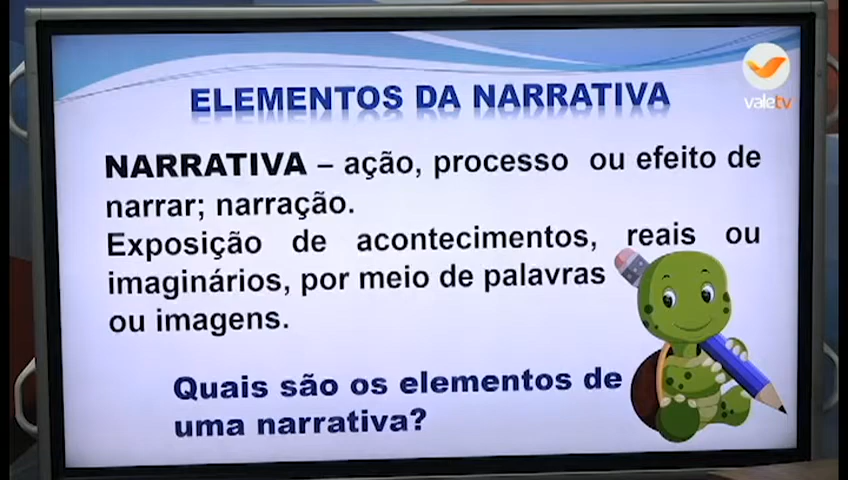 ELEMENTOS DA NARRATIVA
valetv
NARRATIVA – ação, processo ou efeito de
narrar; narração.
Exposição de acontecimentos, reais ou
imaginários, por meio de palavras
ou imagens.
Quais são os elementos de
uma narrativa?